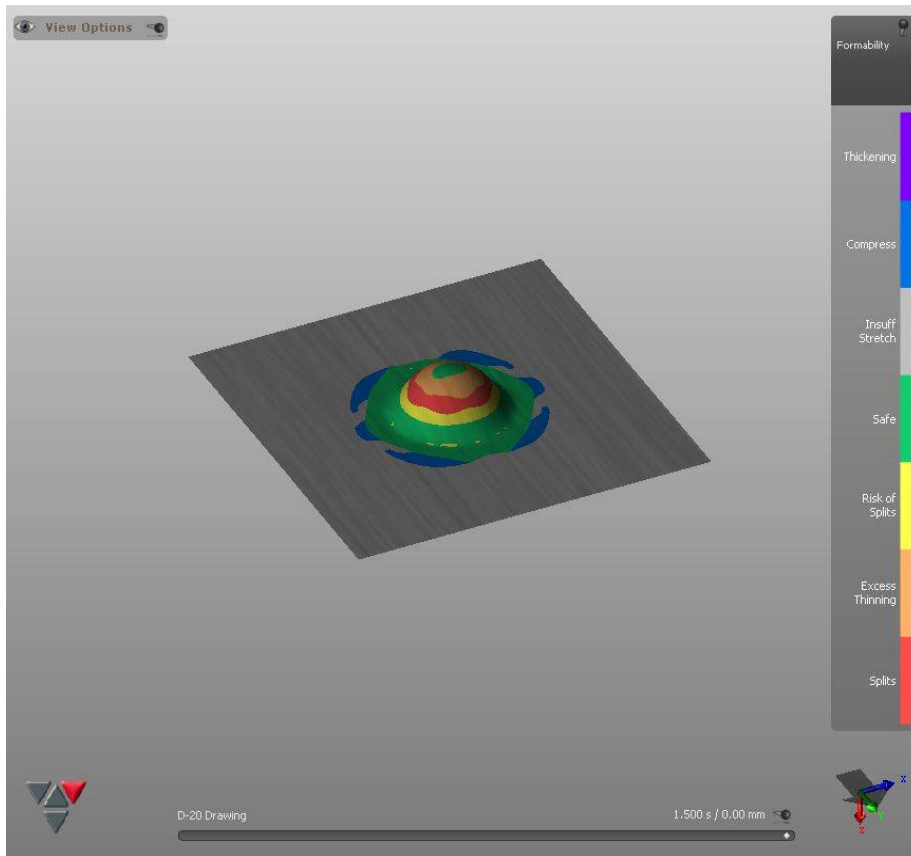 View Options
Formability
Thickening
Compress
Insuff
Stretch
Safe
Risk of
Splits
Excess
Thinning
Splits
D-20 Drawing
1.500 s / 0.00 mm
X
Y
Z